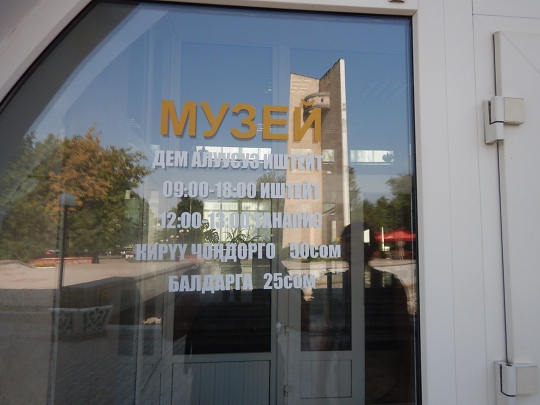 МУЗЕЙ
ДЕМ АЛУУСУЗ ИШТЕЙТ
09:00-18:00 ИШТЕЙТ
12:00-13:00 ТАНАПИС
КИРҮҮ ЧОҢДОРГО 50сом
БАЛДАРГА 25сом